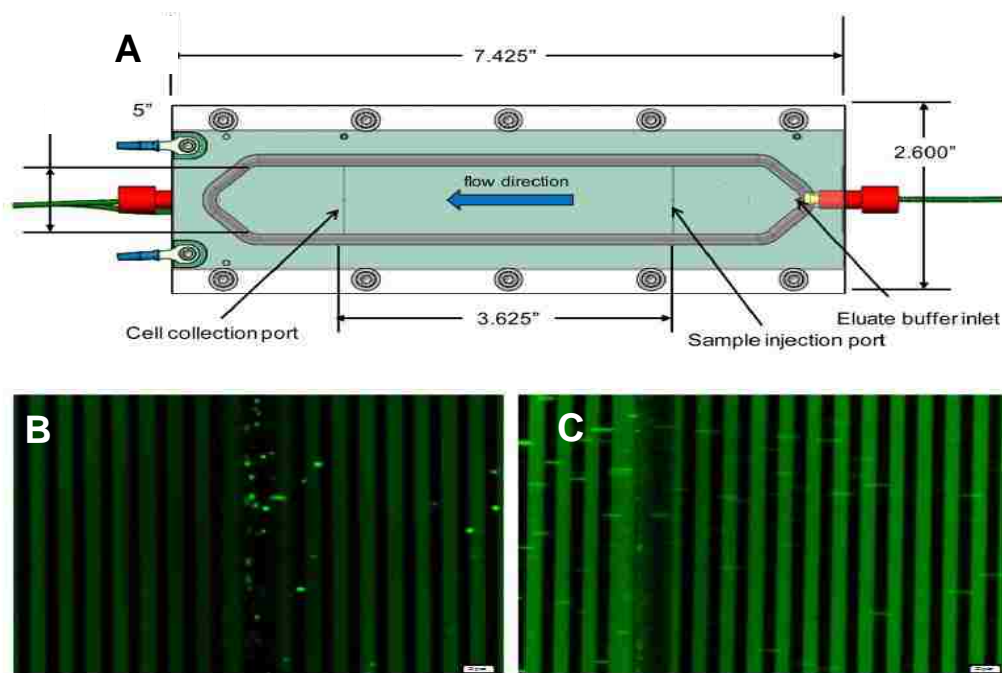 A
7.425"
5"
2.600"
flow direction
Cell collection port
3.625"
Sample injection port
Eluate buffer inlet
B
C